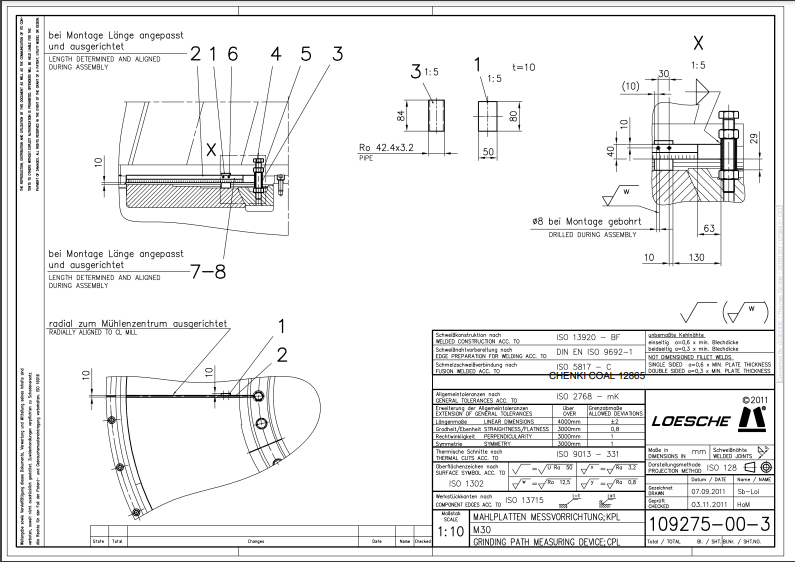 bei Montage Länge angepasst
und ausgerichtet
LENGTH DETERMINED AND ALIGNED
DURING ASSEMBLY
2 1 6 4 5 3
X
10
3 1:5
1 1:5
t=10
84
80
50
Ro 42.4x3.2
PIPE
X
1:5
30
(10)
10
40
29
w
ø8 bei Montage gebohrt
DRILLED DURING ASSEMBLY
63
10
130
bei Montage Länge angepasst
und ausgerichtet
LENGTH DETERMINED AND ALIGNED
DURING ASSEMBLY
7-8
radial zum Mühlenzentrum ausgerichtet
RADIALLY ALIGNED TO CL MILL
1
2
10
10
w
Schweißkonstruktion nach
WELDED CONSTRUCTION ACC. TO
ISO 13920 - BF
Schweißnahtvorbereitung nach
EDGE PREPARATION FOR WELDING ACC. TO
DIN EN ISO 9692-1
Schmelzschweißverbindung nach
FUSION WELDED ACC. TO
ISO 5817 - C
CHENKI COAL 12865
unbemaßte Kehlnähte
einseitig a=0,6 x min. Blechdicke
beidseitig a=0,3 x min. Blechdicke
NOT DIMENSIONED FILLET WELDS
SINGLE SIDED a=0,6 x MIN. PLATE THICKNESS
DOUBLE SIDED a=0,3 x MIN. PLATE THICKNESS
Allgemeintoleranzen nach
GENERAL TOLERANCES ACC. TO
ISO 2768 - mK
Erweiterung der Allgemeintoleranzen
EXTENSION OF GENERAL TOLERANCES
über
OVER
Grenzabmaße
ALLOWED DEVIATIONS
Längenmaße LINEAR DIMENSIONS 4000mm ±2
Gradheit/Ebenheit STRAIGHTNESS/FLATNESS 3000mm 0,8
Rechtwinkligkeit PERPENDICULARITY 3000mm 1
Symmetrie SYMMETRY 3000mm 1
Thermische Schnitte nach
THERMAL CUTS ACC. TO
ISO 9013 - 331
Oberflächenzeichen nach
SURFACE SYMBOL ACC. TO
ISO 1302
= U Ra 50
x = Ra 3,2
w = Ra 12,5
y = Ra 0,8
Werkstückkanten nach
COMPONENT EDGES ACC. TO
ISO 13715
©2011
LOESCHE
Maße in
DIMENSIONS IN
mm
Schweißnähte
WELDED JOINTS
Darstellungsmethode
PROJECTION METHOD
ISO 128
Datum / DATE Name / NAME
Gezeichnet
DRAWN
07.09.2011 Sb-Loi
Geprüft
CHECKED
03.11.2011 HaM
Maßstab
SCALE
1:10
MAHLPLATTEN MESSVORRICHTUNG;KPL
M30
GRINDING PATH MEASURING DEVICE;CPL
109275-00-3
Total / TOTAL Bl. / SHT. Bl.Nr. / SHT.NO.
State Total Changes Date Name Checked